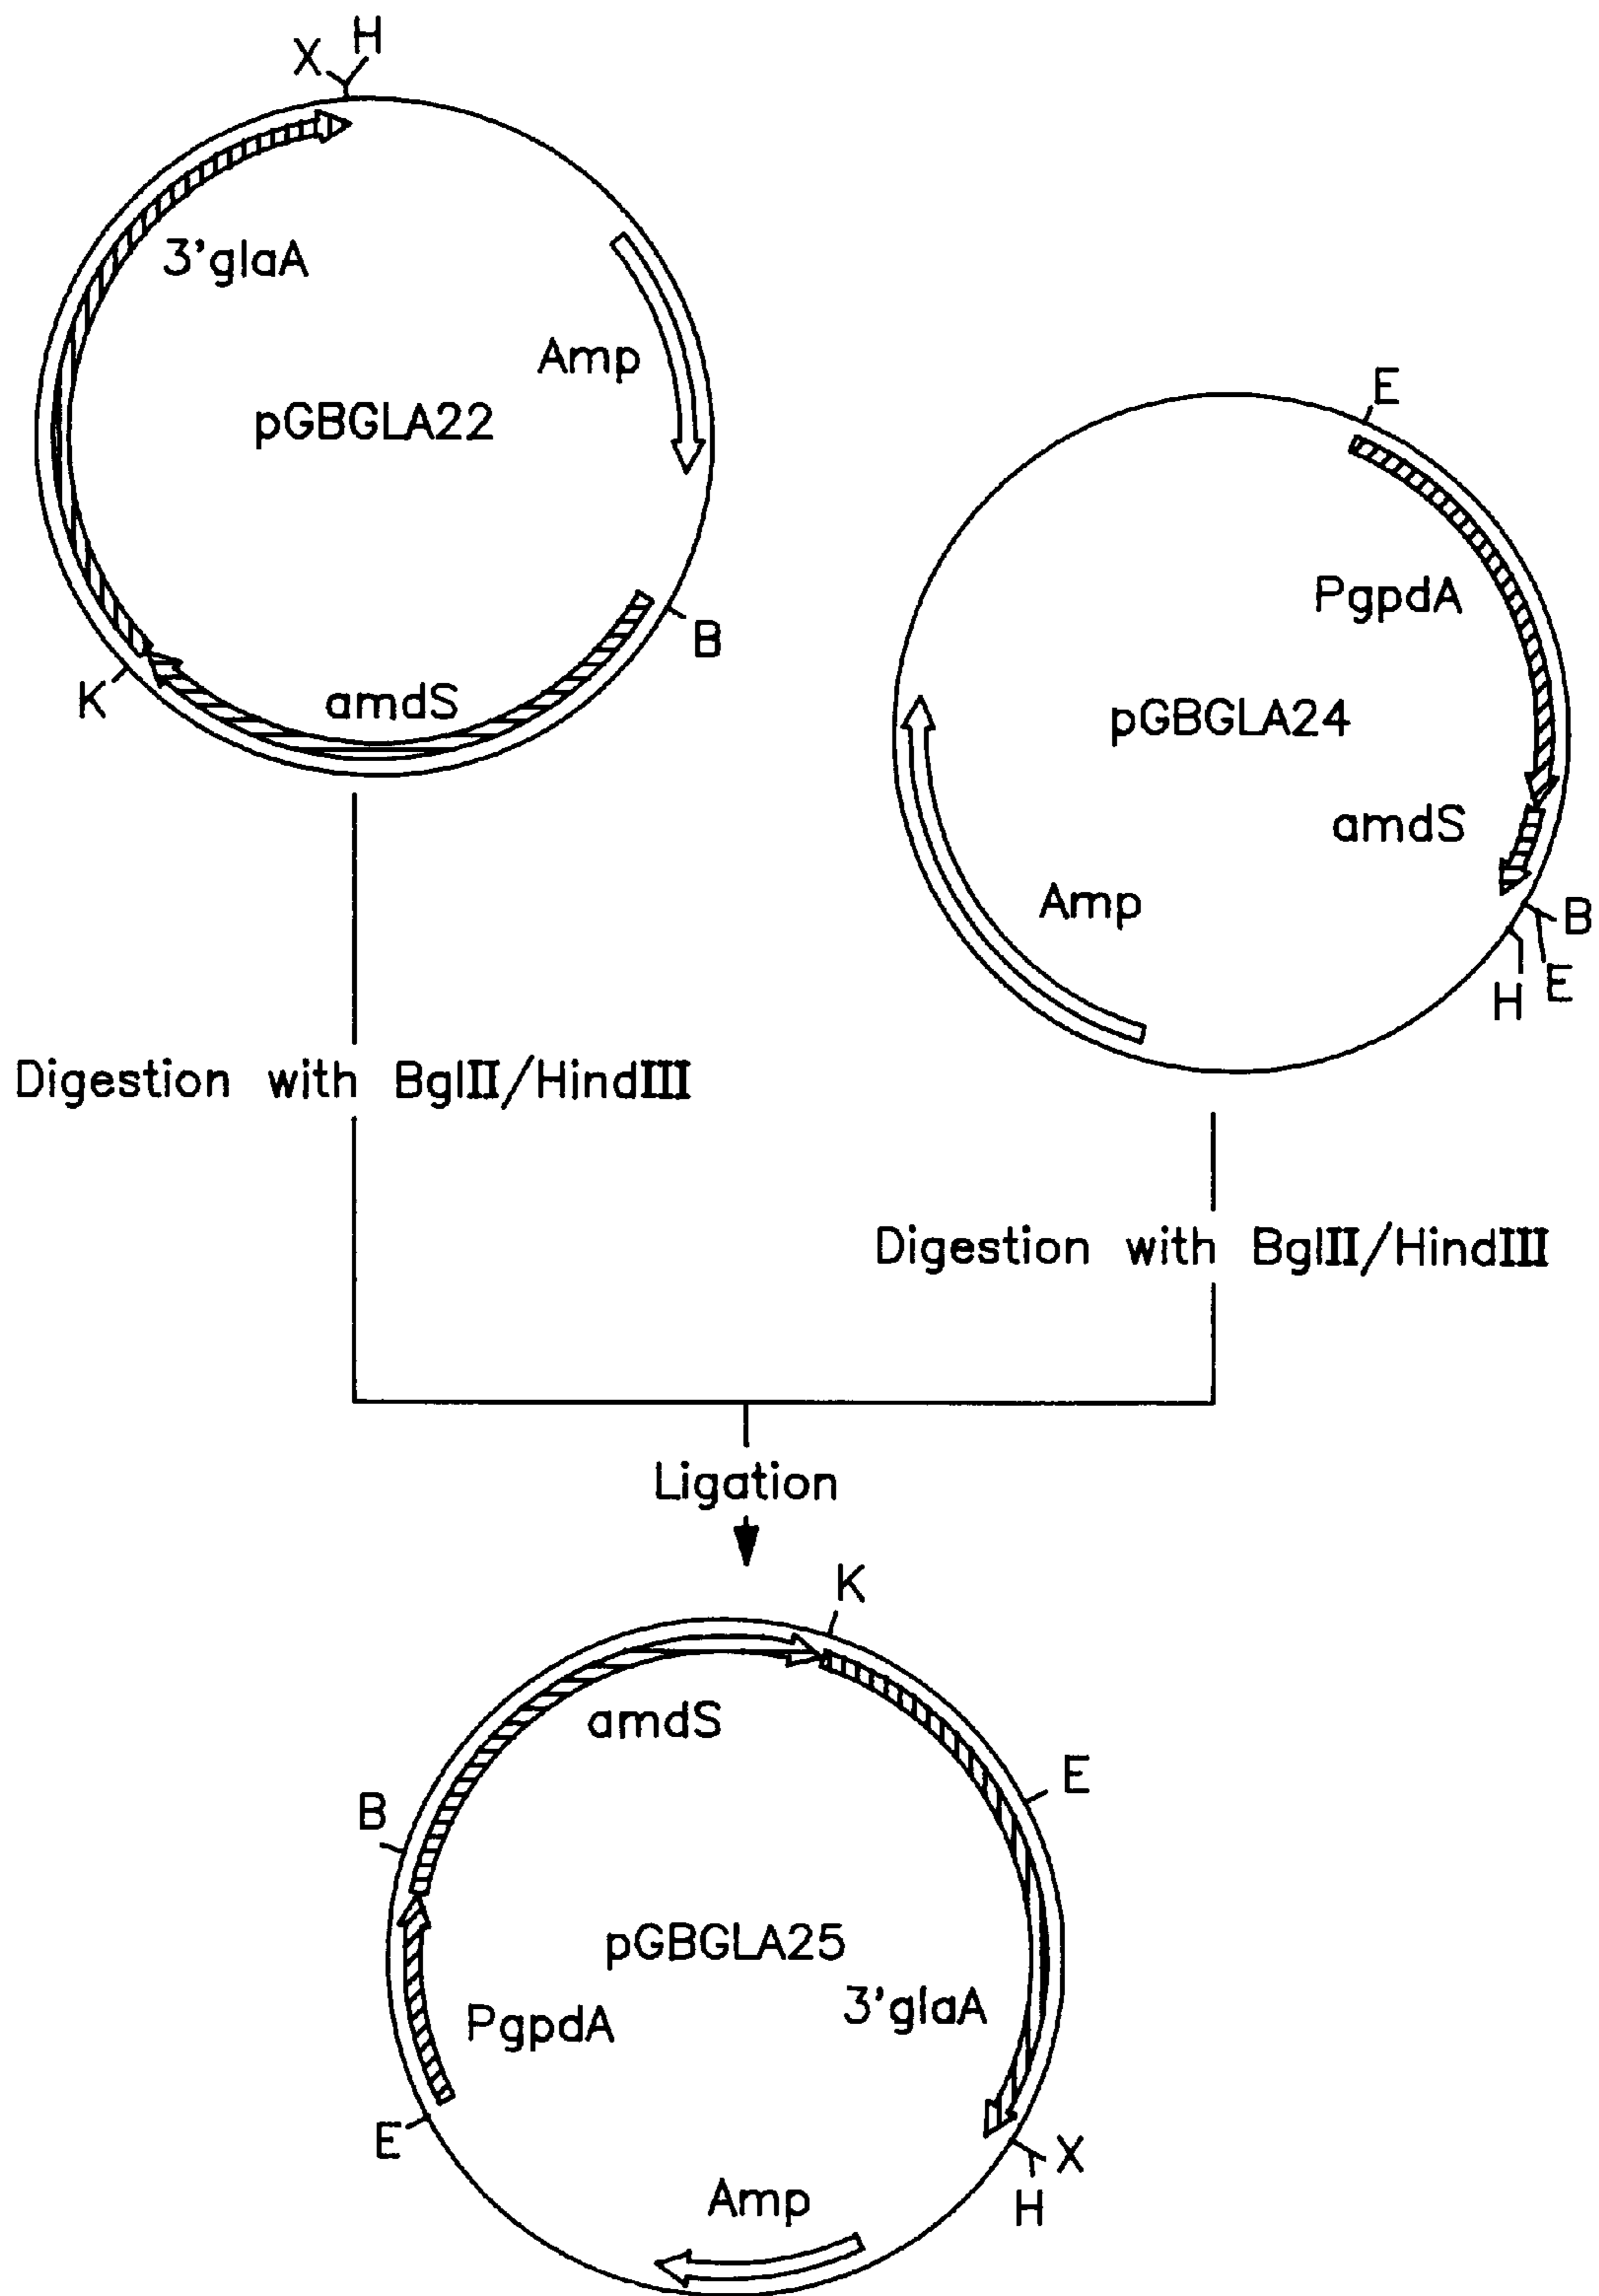 X H
3'glaA
Amp
pGBGLA22
B
K
amdS
E
PgpdA
pGBGLA24
amdS
Amp
B
H E
Digestion with BglII/HindIII
Digestion with BglII/HindIII
Ligation
K
amdS
E
B
pGBGLA25
3'glaA
PgpdA
E
X
H
Amp